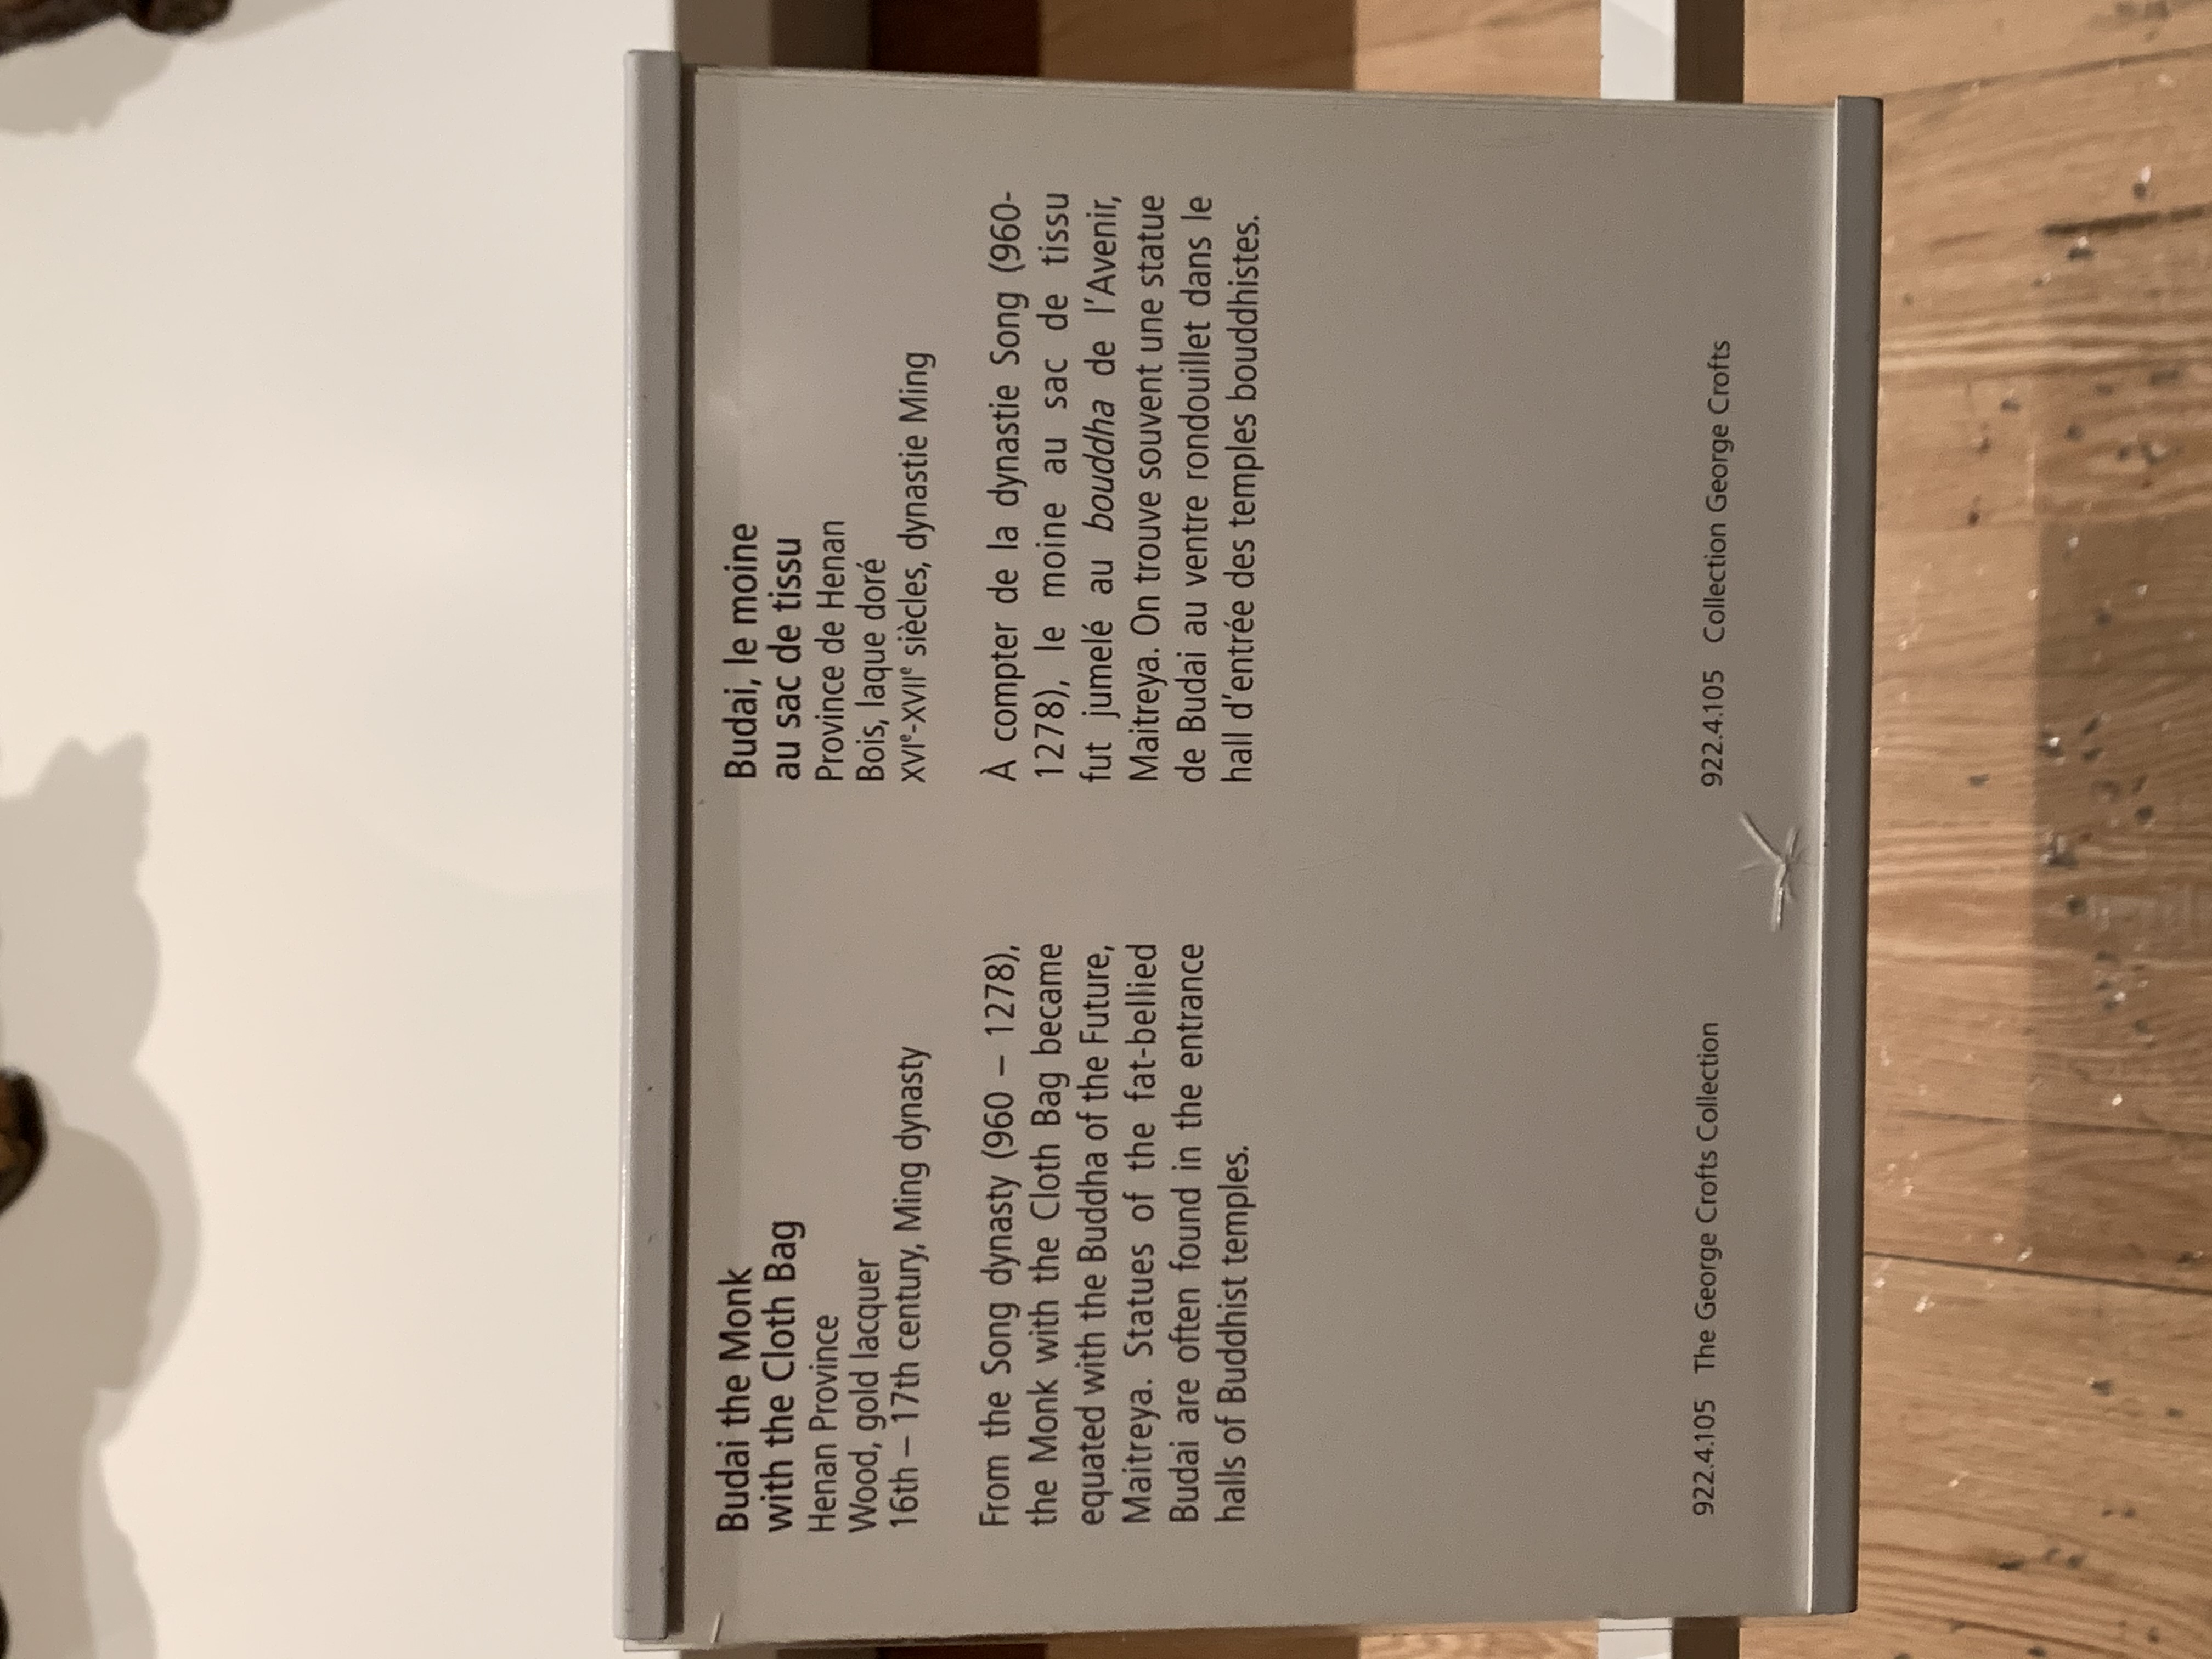 Budai the Monk
with the Cloth Bag
Henan Province
Wood, gold lacquer
16th – 17th century, Ming dynasty
From the Song dynasty (960 – 1278),
the Monk with the Cloth Bag became
equated with the Buddha of the Future,
Maitreya. Statues of the fat-bellied
Budai are often found in the entrance
halls of Buddhist temples.
922.4.105 The George Crofts Collection
Budai, le moine
au sac de tissu
Province de Henan
Bois, laque doré
XVIe-XVIIe siècles, dynastie Ming
À compter de la dynastie Song (960-
1278), le moine au sac de tissu
fut jumelé au bouddha de l'Avenir,
Maitreya. On trouve souvent une statue
de Budai au ventre rondouillet dans le
hall d'entrée des temples bouddhistes.
922.4.105 Collection George Crofts